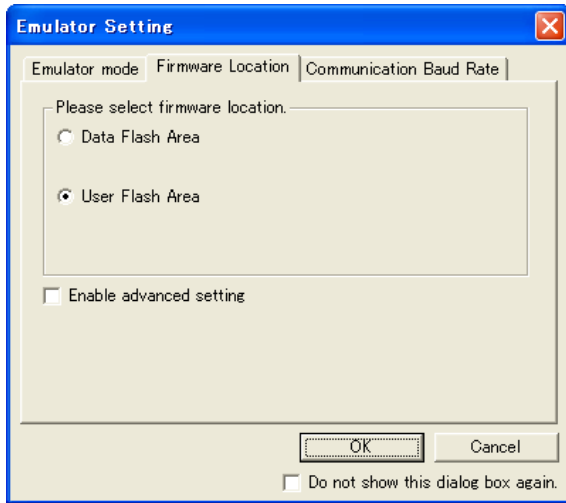 Emulator Setting
Emulator mode Firmware Location Communication Baud Rate
Please select firmware location.
Data Flash Area
User Flash Area
Enable advanced setting
OK Cancel
Do not show this dialog box again.